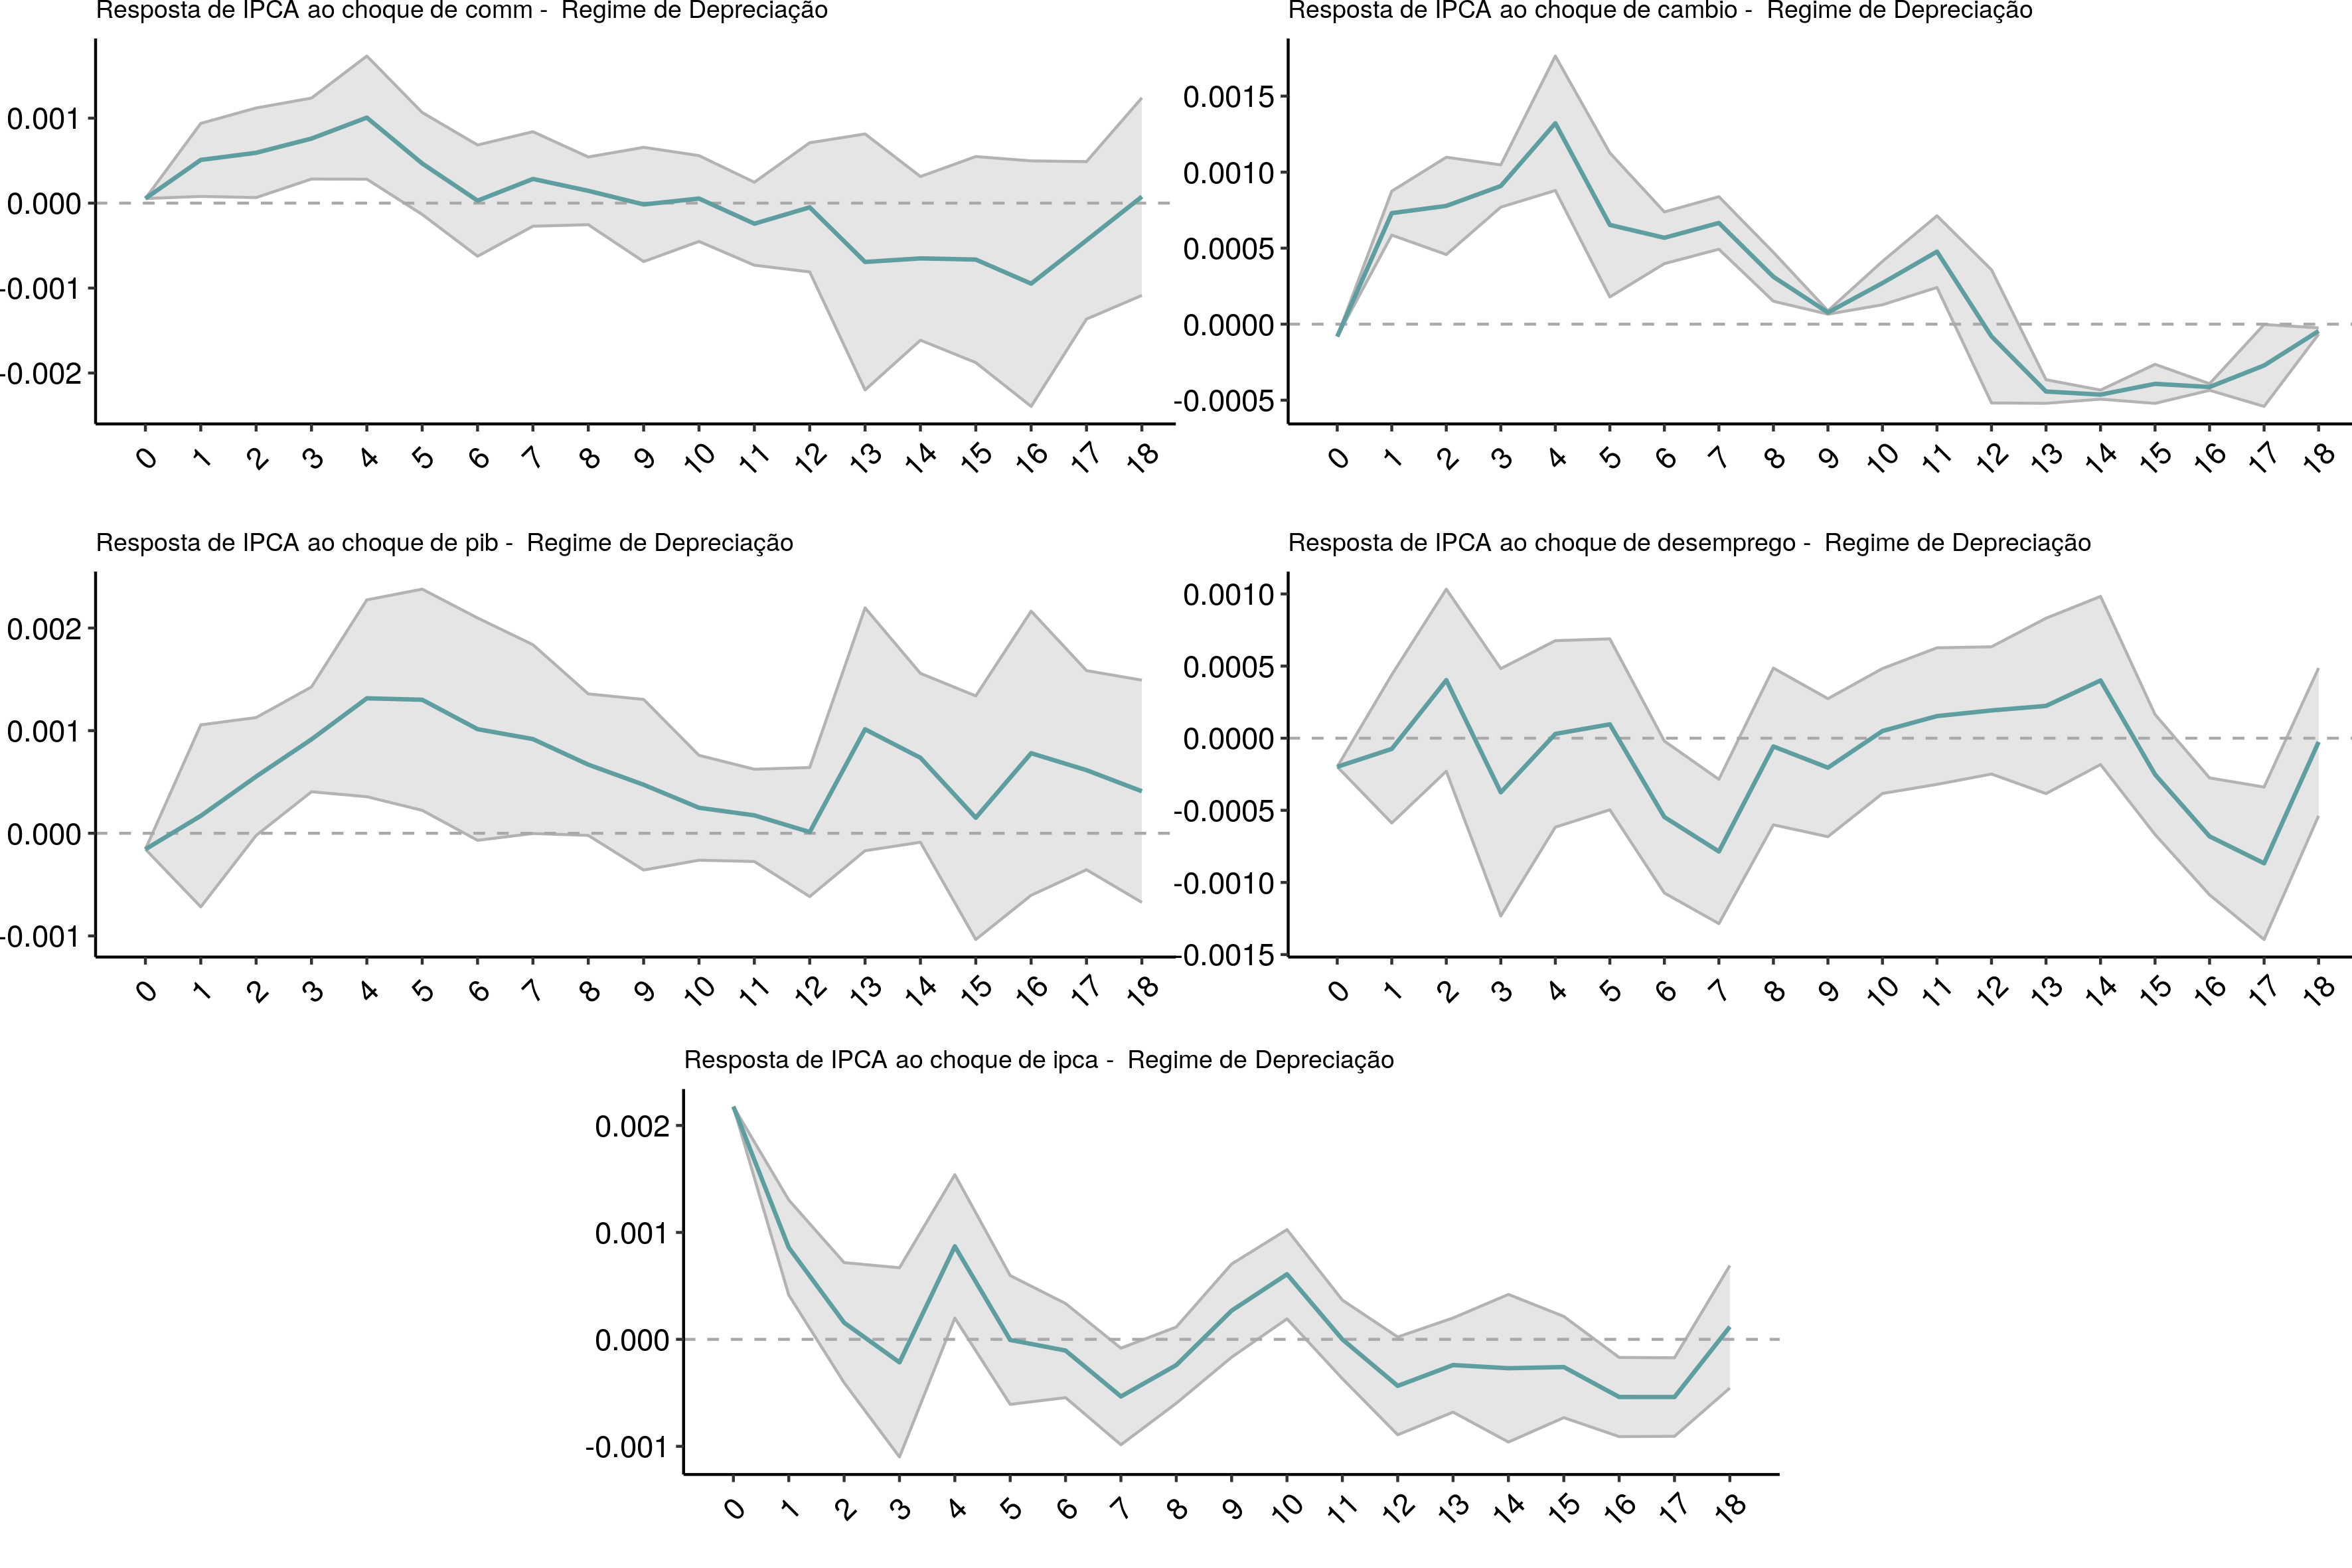 Resposta de IPCA ao choque de comm - Regime de Depreciação
0.001
0.000
-0.001
-0.002
0 1 2 3 4 5 6 7 8 9 10 11 12 13 14 15 16 17 18
Resposta de IPCA ao choque de cambio - Regime de Depreciação
0.0015
0.0010
0.0005
0.0000
-0.0005
0 1 2 3 4 5 6 7 8 9 10 11 12 13 14 15 16 17 18
Resposta de IPCA ao choque de pib - Regime de Depreciação
0.002
0.001
0.000
-0.001
0 1 2 3 4 5 6 7 8 9 10 11 12 13 14 15 16 17 18
Resposta de IPCA ao choque de desemprego - Regime de Depreciação
0.0010
0.0005
0.0000
-0.0005
-0.0010
-0.0015
0 1 2 3 4 5 6 7 8 9 10 11 12 13 14 15 16 17 18
Resposta de IPCA ao choque de ipca - Regime de Depreciação
0.002
0.001
0.000
-0.001
0 1 2 3 4 5 6 7 8 9 10 11 12 13 14 15 16 17 18